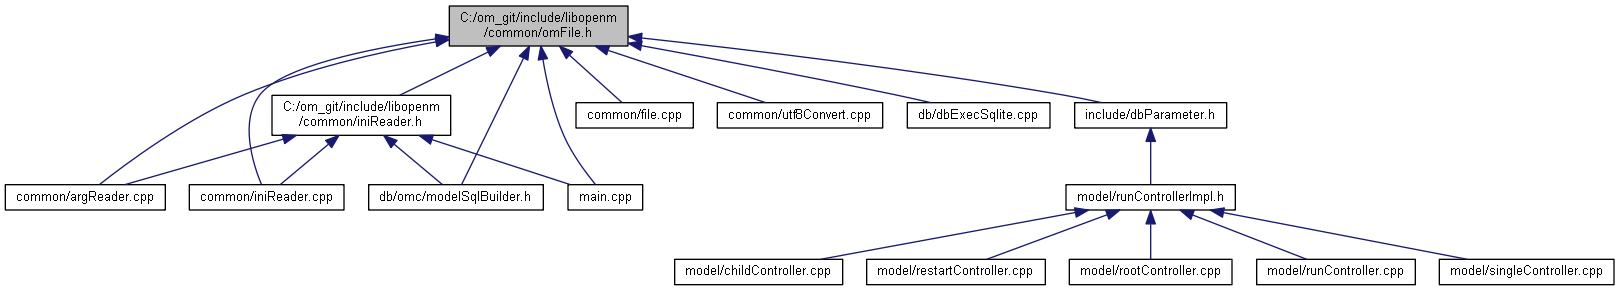 C:/om_git/include/libopenm
/common/omFile.h
C:/om_git/include/libopenm
/common/iniReader.h
common/file.cpp
common/utf8Convert.cpp
db/dbExecSqlite.cpp
include/dbParameter.h
common/argReader.cpp
common/iniReader.cpp
db/omc/modelSqlBuilder.h
main.cpp
model/runControllerImpl.h
model/childController.cpp
model/restartController.cpp
model/rootController.cpp
model/runController.cpp
model/singleController.cpp